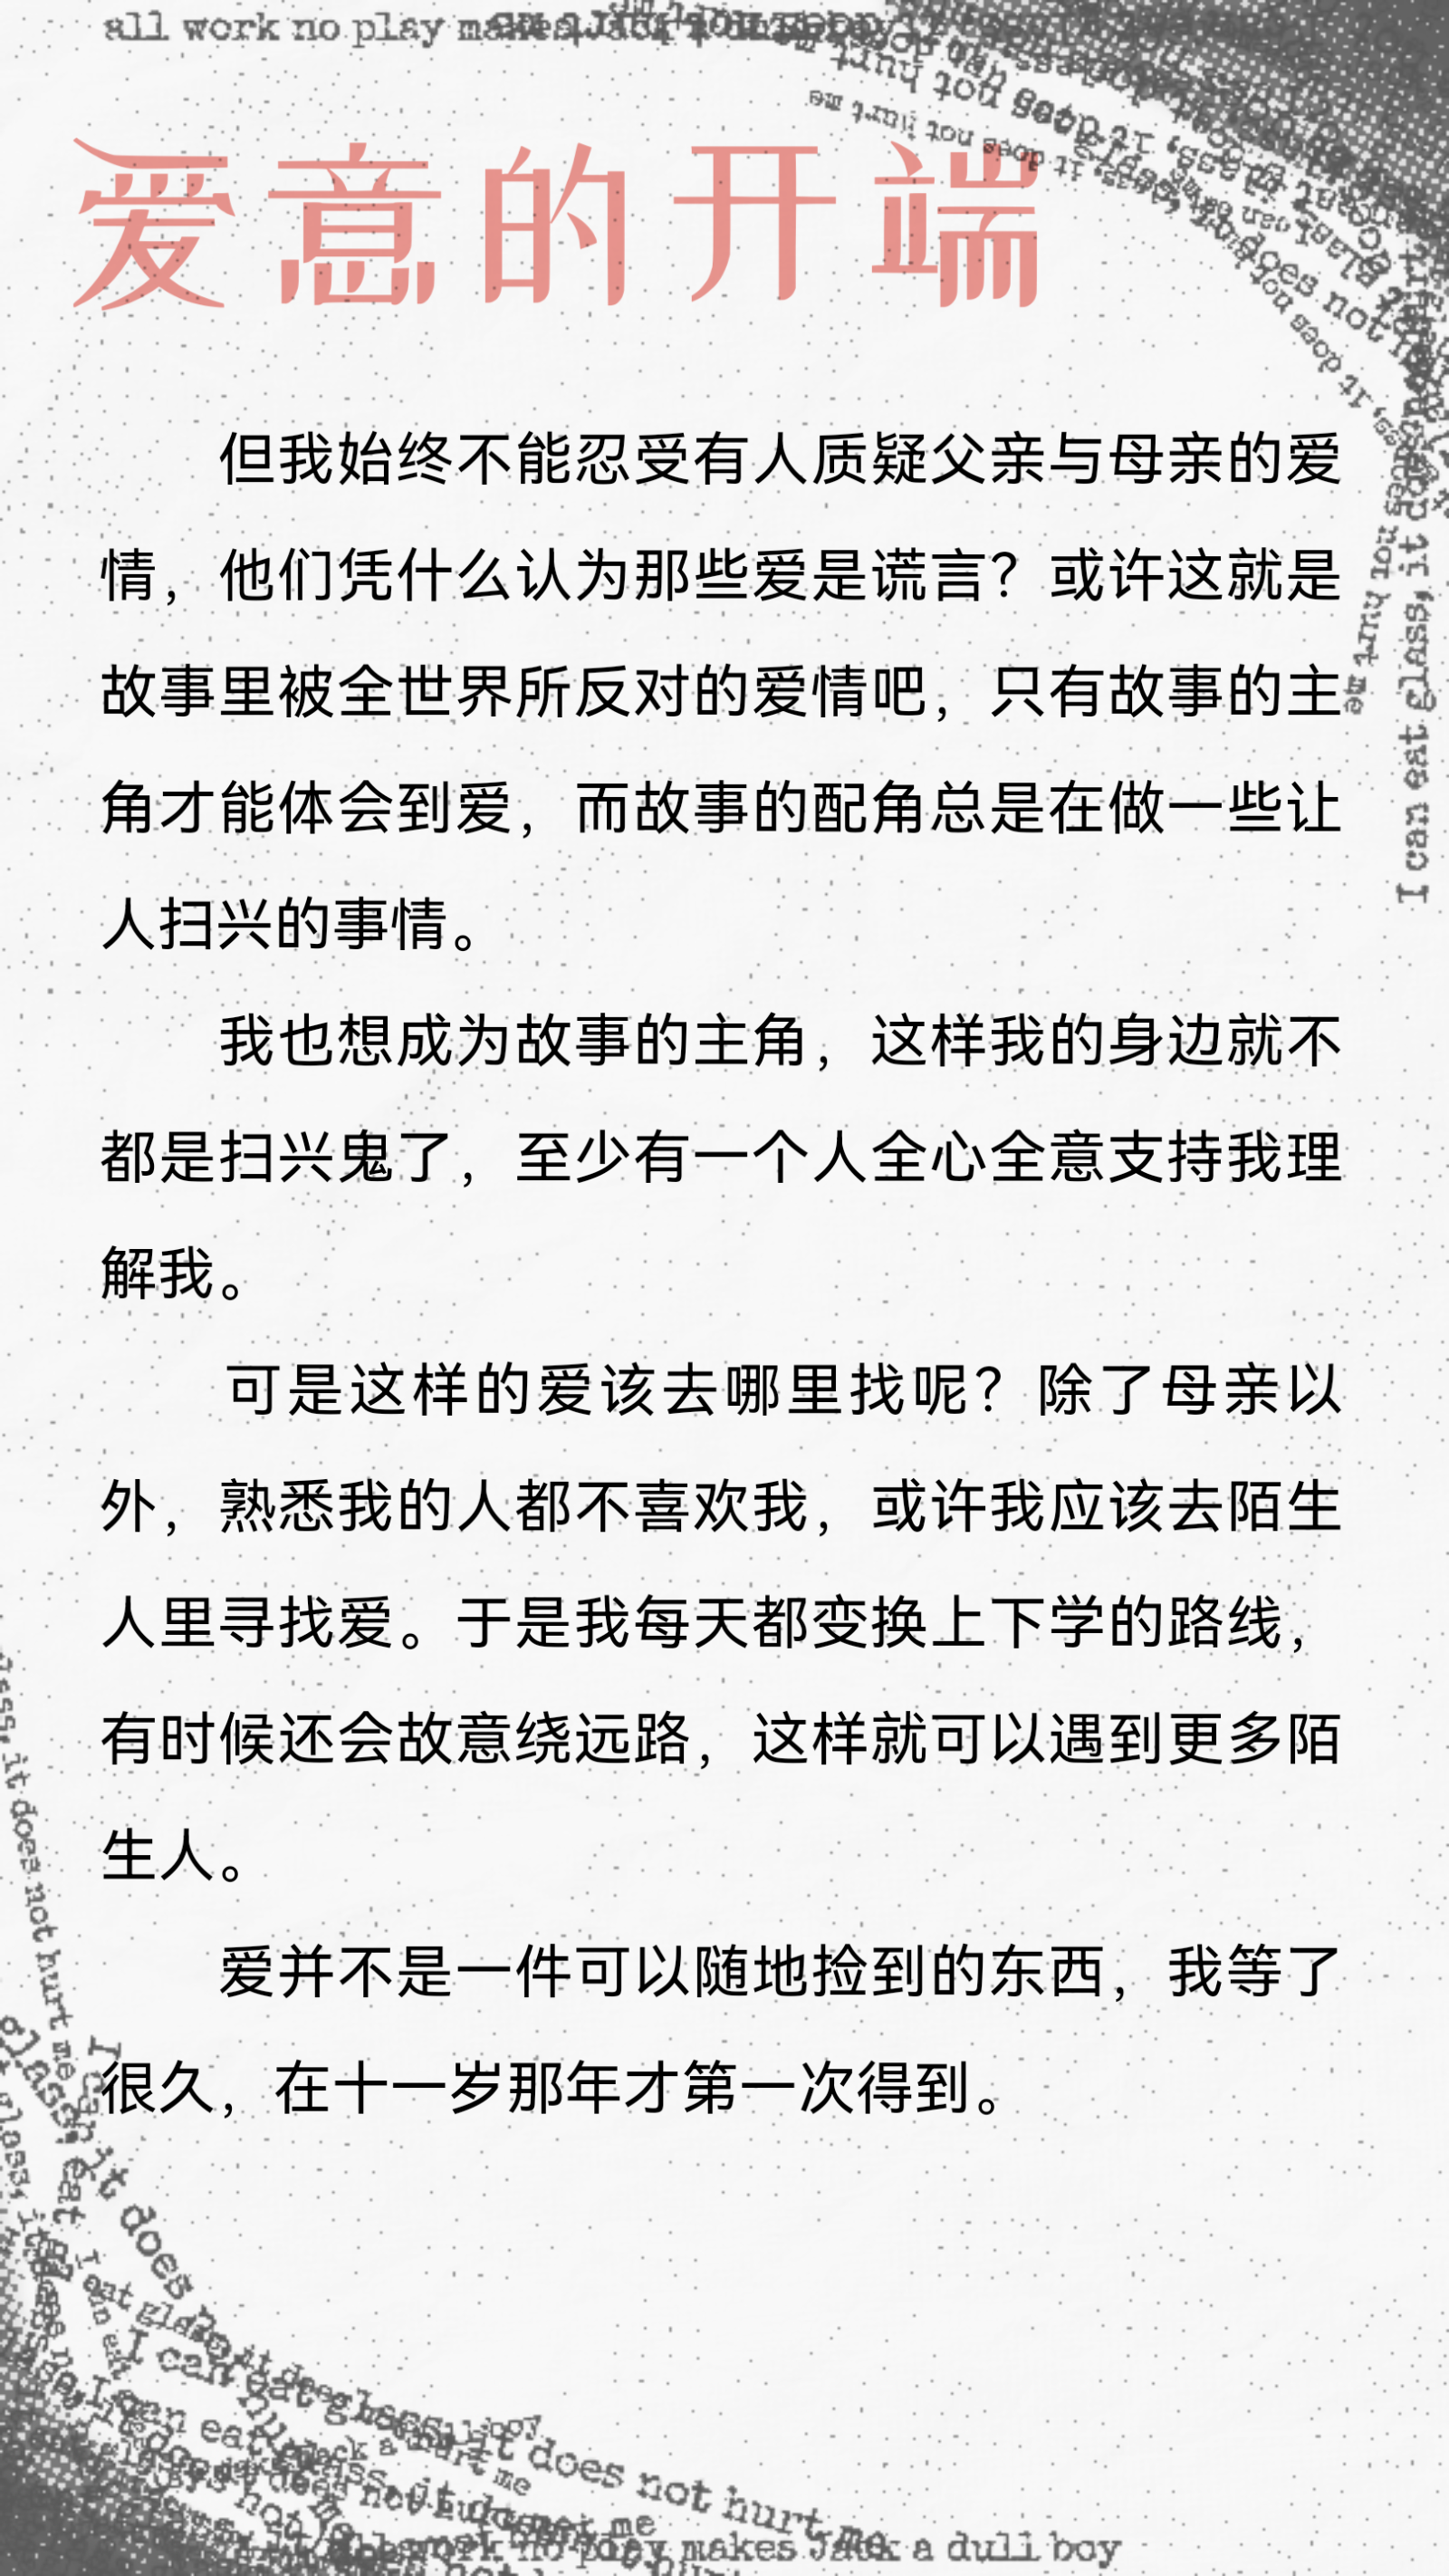 all work no play makes Jack a dull boy
爱意的开端
但我始终不能忍受有人质疑父亲与母亲的爱
情，他们凭什么认为那些爱是谎言？或许这就是
故事里被全世界所反对的爱情吧，只有故事的主
角才能体会到爱，而故事的配角总是在做一些让
人扫兴的事情。
我也想成为故事的主角，这样我的身边就不
都是扫兴鬼了，至少有一个人全心全意支持我理
解我。
可是这样的爱该去哪里找呢？除了母亲以
外，熟悉我的人都不喜欢我，或许我应该去陌生
人里寻找爱。于是我每天都变换上下学的路线，
有时候还会故意绕远路，这样就可以遇到更多陌
生人。
爱并不是一件可以随地捡到的东西，我等了
很久，在十一岁那年才第一次得到。
I can eat glass, it does not hurt me
I can eat glass, it does not hurt me
work no play makes Jack a dull boy